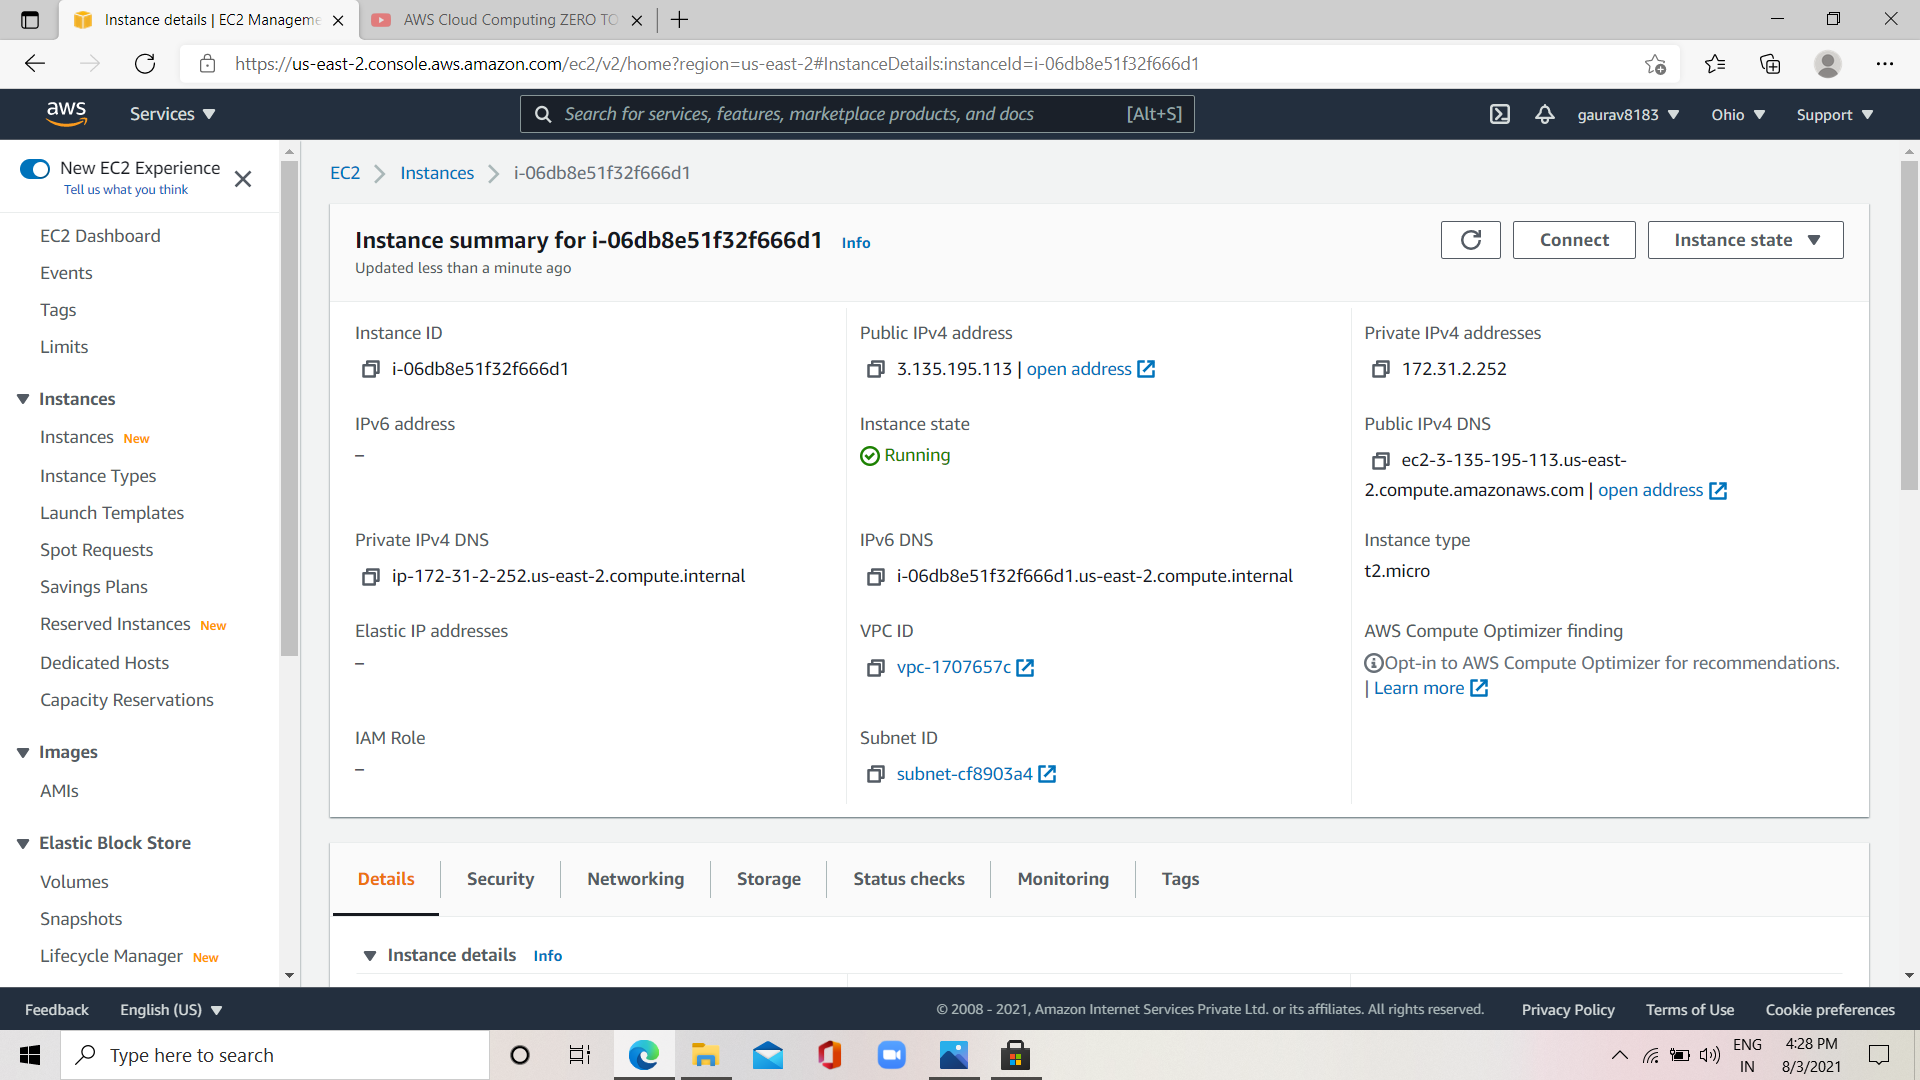 Instance details | EC2 Manageme
AWS Cloud Computing ZERO TO
https://us-east-2.console.aws.amazon.com/ec2/v2/home?region=us-east-2#InstanceDetails:instanceId=i-06db8e51f32f666d1
aws
Services
Search for services, features, marketplace products, and docs
[Alt+S]
gaurav8183
Ohio
Support
New EC2 Experience
Tell us what you think
EC2 Dashboard
Events
Tags
Limits
Instances
Instances New
Instance Types
Launch Templates
Spot Requests
Savings Plans
Reserved Instances New
Dedicated Hosts
Capacity Reservations
Images
AMIs
Elastic Block Store
Volumes
Snapshots
Lifecycle Manager New
EC2 > Instances > i-06db8e51f32f666d1
Instance summary for i-06db8e51f32f666d1 Info
Updated less than a minute ago
Connect
Instance state
Instance ID
i-06db8e51f32f666d1
Public IPv4 address
3.135.195.113 | open address
Private IPv4 addresses
172.31.2.252
IPv6 address
–
Instance state
Running
Public IPv4 DNS
ec2-3-135-195-113.us-east-
2.compute.amazonaws.com | open address
Private IPv4 DNS
ip-172-31-2-252.us-east-2.compute.internal
IPv6 DNS
i-06db8e51f32f666d1.us-east-2.compute.internal
Instance type
t2.micro
Elastic IP addresses
–
VPC ID
vpc-1707657c
AWS Compute Optimizer finding
Opt-in to AWS Compute Optimizer for recommendations.
| Learn more
IAM Role
–
Subnet ID
subnet-cf8903a4
Details
Security
Networking
Storage
Status checks
Monitoring
Tags
Instance details Info
Feedback
English (US)
© 2008 - 2021, Amazon Internet Services Private Ltd. or its affiliates. All rights reserved.
Privacy Policy
Terms of Use
Cookie preferences
Type here to search
ENG
IN
4:28 PM
8/3/2021